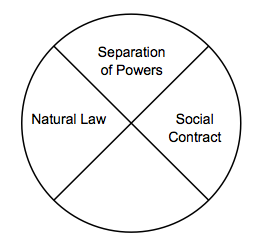 Separation
of Powers
Natural Law
Social
Contract